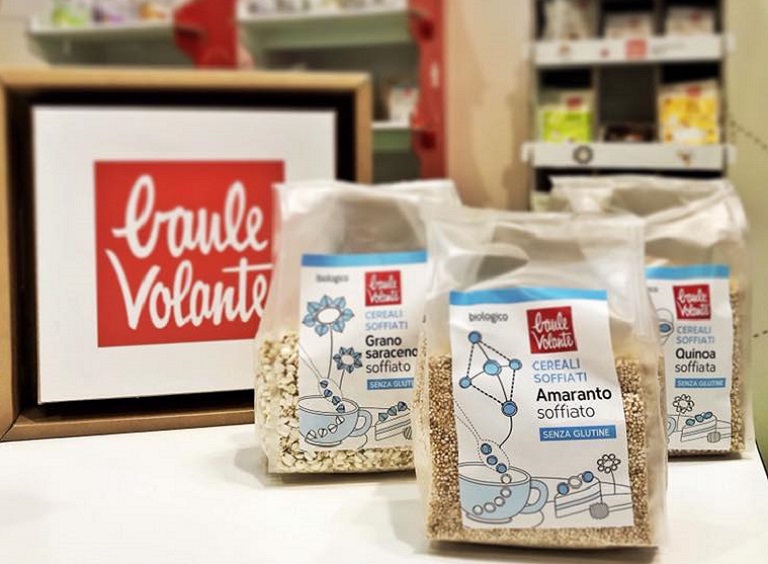 baule
Volante
Biologico
baule
Volante
CEREALI
SOFFIATI
Grano
saraceno
soffiato
SENZA GLUTINE
biologico
baule
Volante
CEREALI
SOFFIATI
Amaranto
soffiato
SENZA GLUTINE
baule
Volante
CEREALI
SOFFIATI
Quinoa
soffiata
SENZA GLUTINE